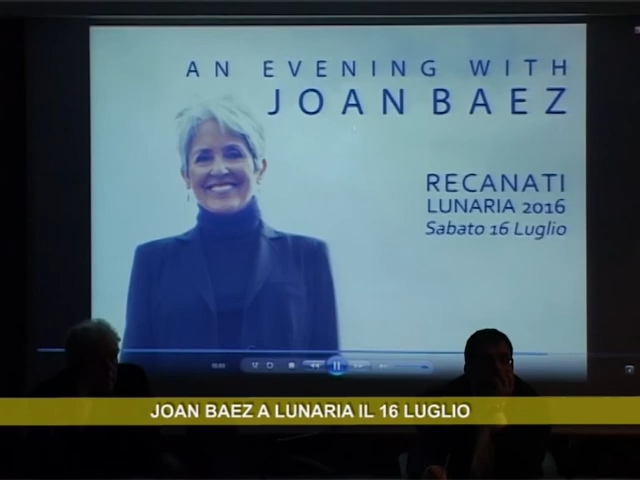 AN EVENING WITH
JOAN BAEZ
RECANATI
LUNARIA 2016
Sabato 16 Luglio
JOAN BAEZ A LUNARIA IL 16 LUGLIO